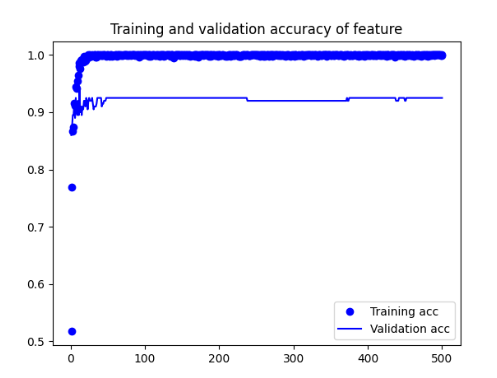 Training and validation accuracy of feature
1.0
0.9
0.8
0.7
0.6
0.5
0 100 200 300 400 500
Training acc
Validation acc